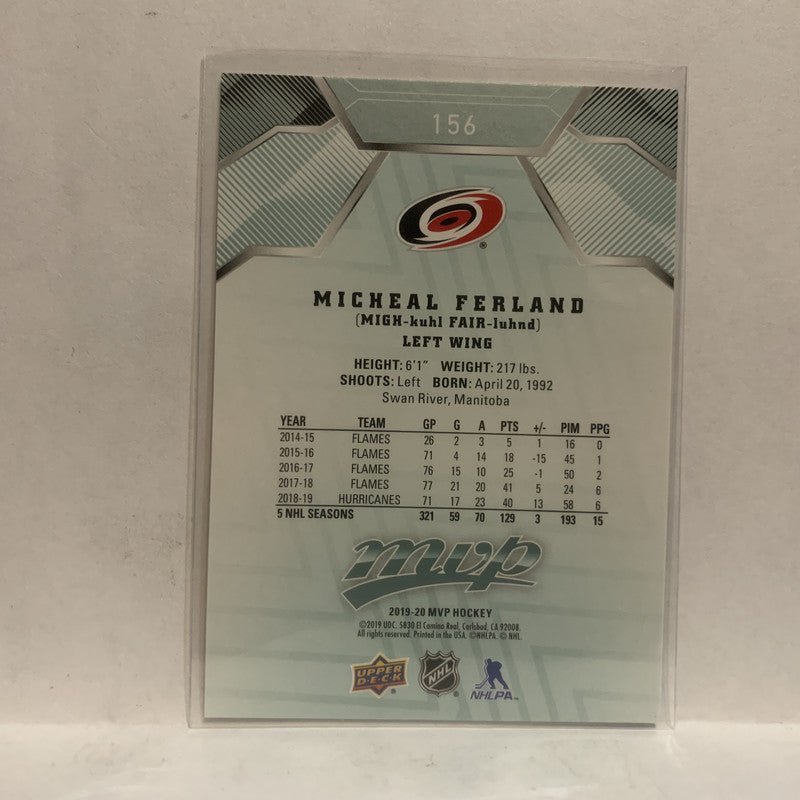 156
®
MICHEAL FERLAND
(MIGH-kuhl FAIR-luhnd)
LEFT WING
HEIGHT: 6'1" WEIGHT: 217 lbs.
SHOOTS: Left BORN: April 20, 1992
Swan River, Manitoba
YEAR TEAM GP G A PTS +/- PIM PPG
2014-15 FLAMES 26 2 3 5 1 16 0
2015-16 FLAMES 71 4 14 18 -15 45 1
2016-17 FLAMES 76 15 10 25 -1 50 2
2017-18 FLAMES 77 21 20 41 5 24 6
2018-19 HURRICANES 71 17 23 40 13 58 6
5 NHL SEASONS 321 59 70 129 3 193 15
mvp
2019-20 MVP HOCKEY
©2019 UDC. 5830 El Camino Real, Carlsbad, CA 92008.
All rights reserved. Printed in the USA. ©NHLPA. © NHL.
UPPER DECK ® NHL ® NHLPA™